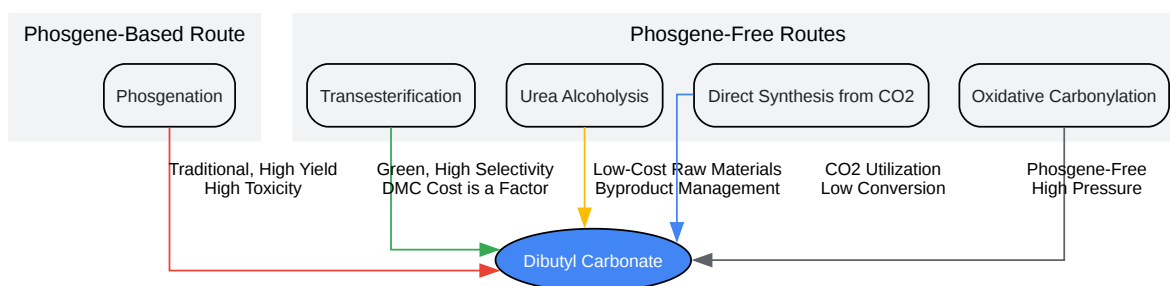 Phosgene-Based Route
Phosgene-Free Routes
Phosgenation
Transesterification
Urea Alcoholysis
Direct Synthesis from CO2
Oxidative Carbonylation
Traditional, High Yield
High Toxicity
Green, High Selectivity
DMC Cost is a Factor
Low-Cost Raw Materials
Byproduct Management
CO2 Utilization
Low Conversion
Phosgene-Free
High Pressure
Dibutyl Carbonate